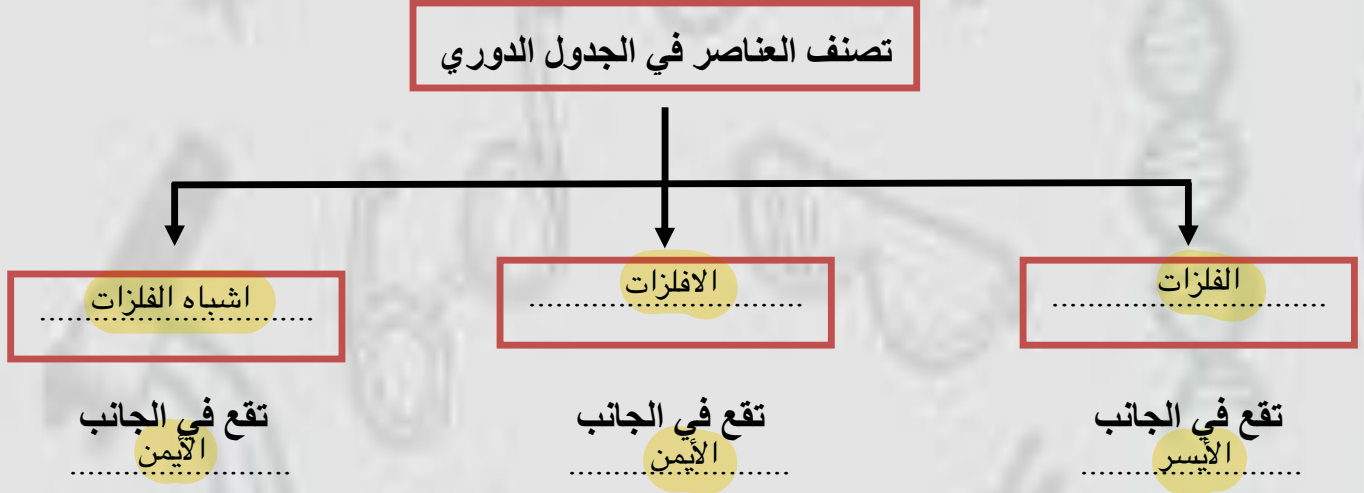 تصنف العناصر في الجدول الدوري
الفلزات
الافلزات
اشباه الفلزات
تقع في الجانب
الأيسر
تقع في الجانب
الأيمن
تقع في الجانب
الأيمن